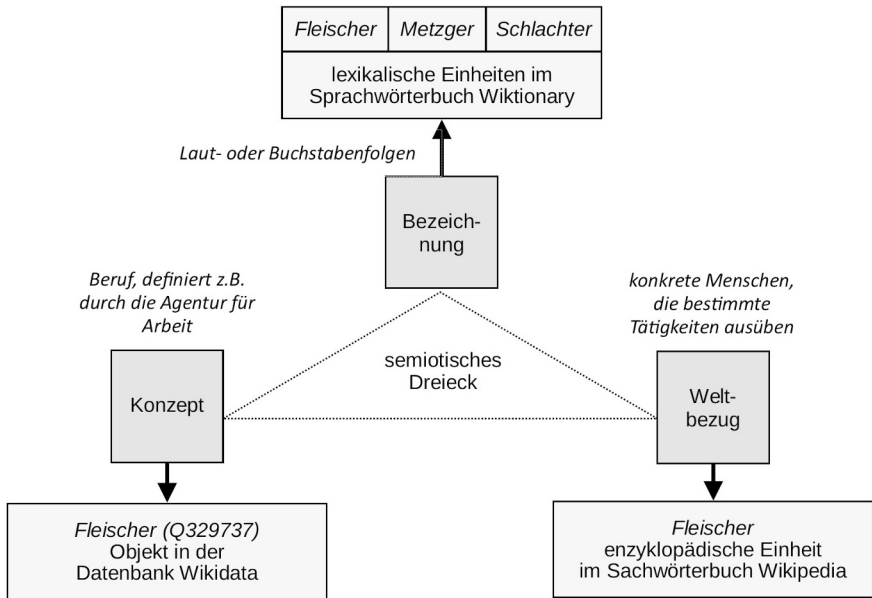 Fleischer Metzger Schlachter
lexikalische Einheiten im
Sprachwörterbuch Wiktionary
Laut- oder Buchstabenfolgen
Bezeich-
nung
Beruf, definiert z.B.
durch die Agentur für
Arbeit
konkrete Menschen,
die bestimmte
Tätigkeiten ausüben
semiotisches
Dreieck
Konzept
Welt-
bezug
Fleischer (Q329737)
Objekt in der
Datenbank Wikidata
Fleischer
enzyklopädische Einheit
im Sachwörterbuch Wikipedia